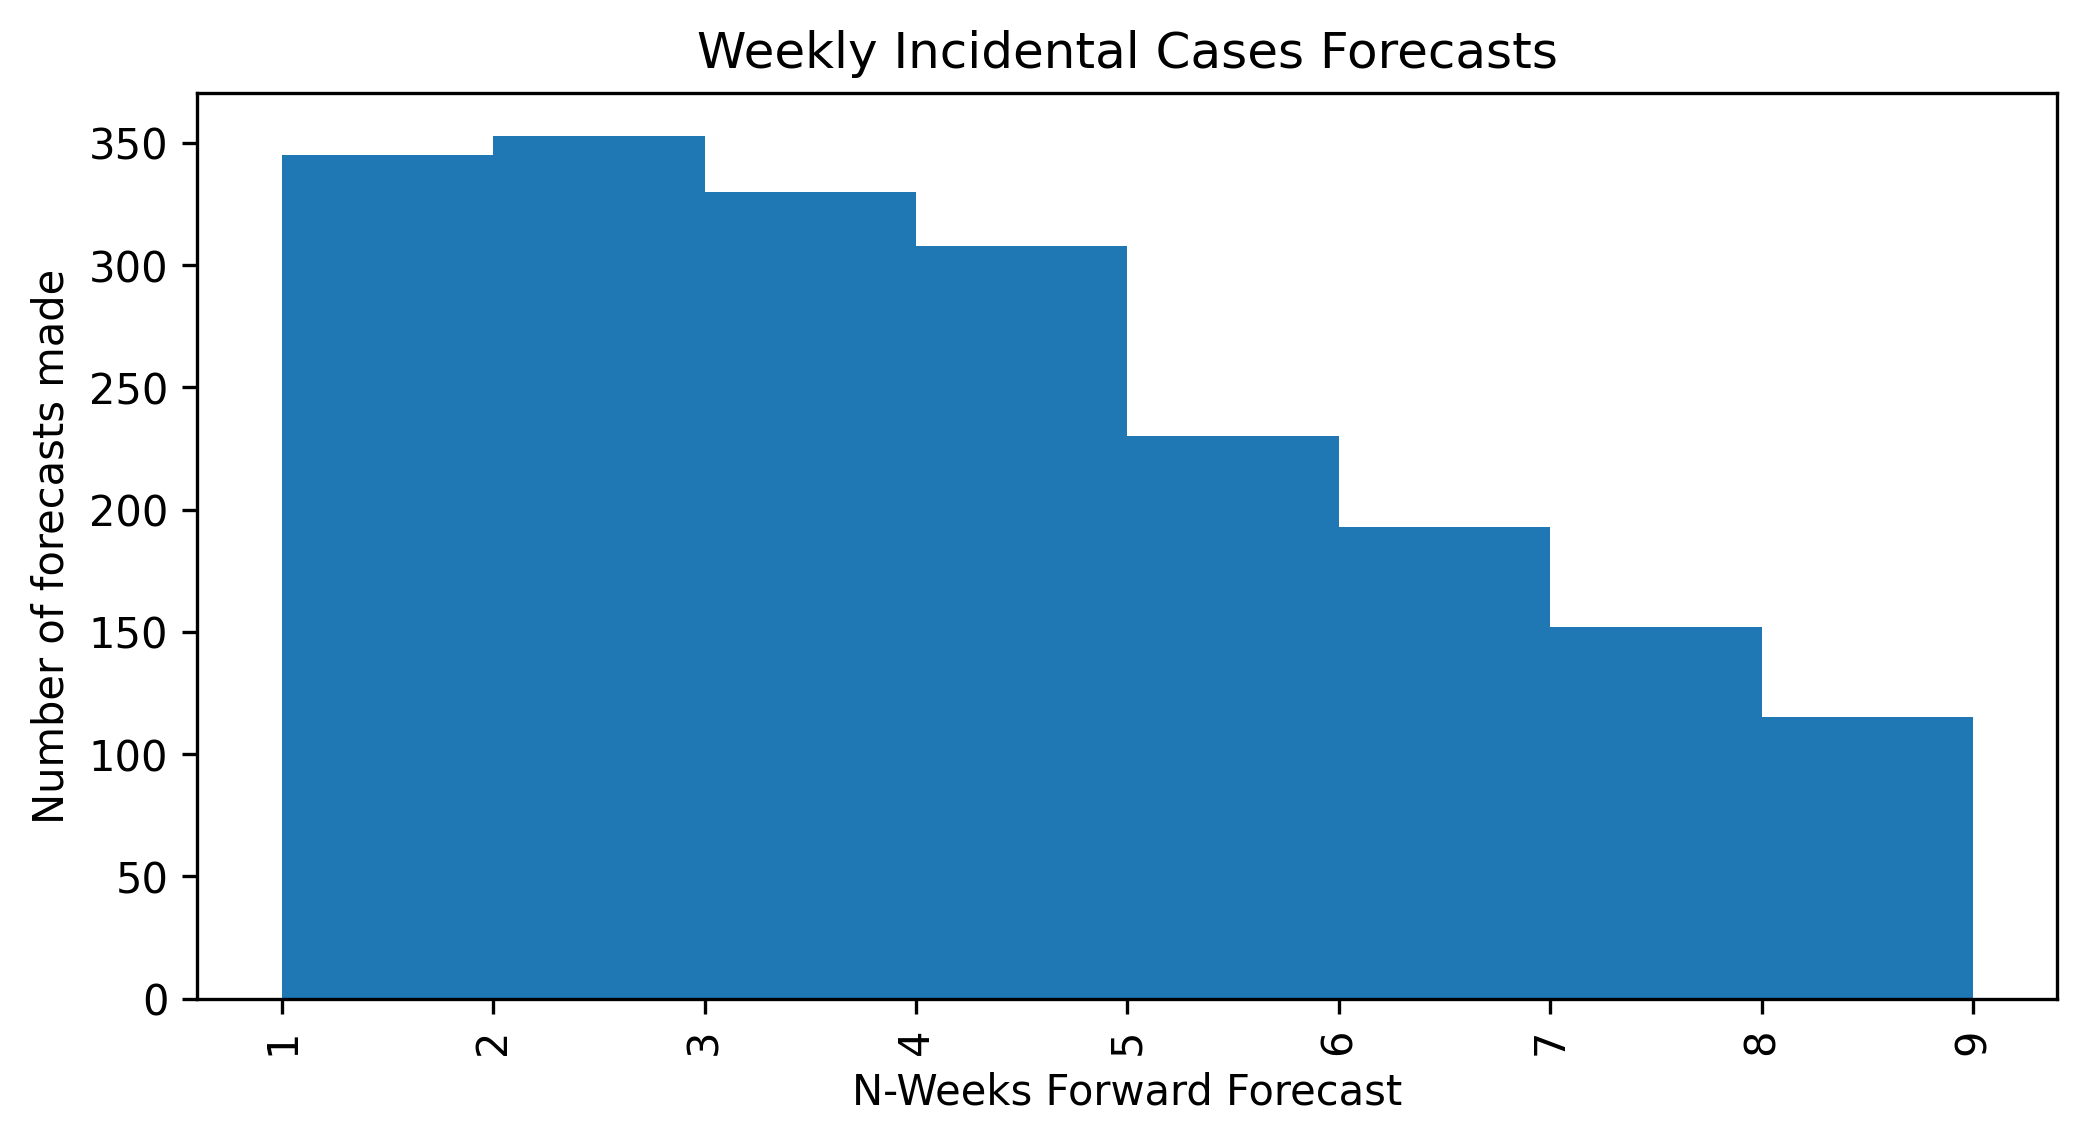 Weekly Incidental Cases Forecasts
Number of forecasts made
350
300
250
200
150
100
50
0
1 2 3 4 5 6 7 8 9
N-Weeks Forward Forecast